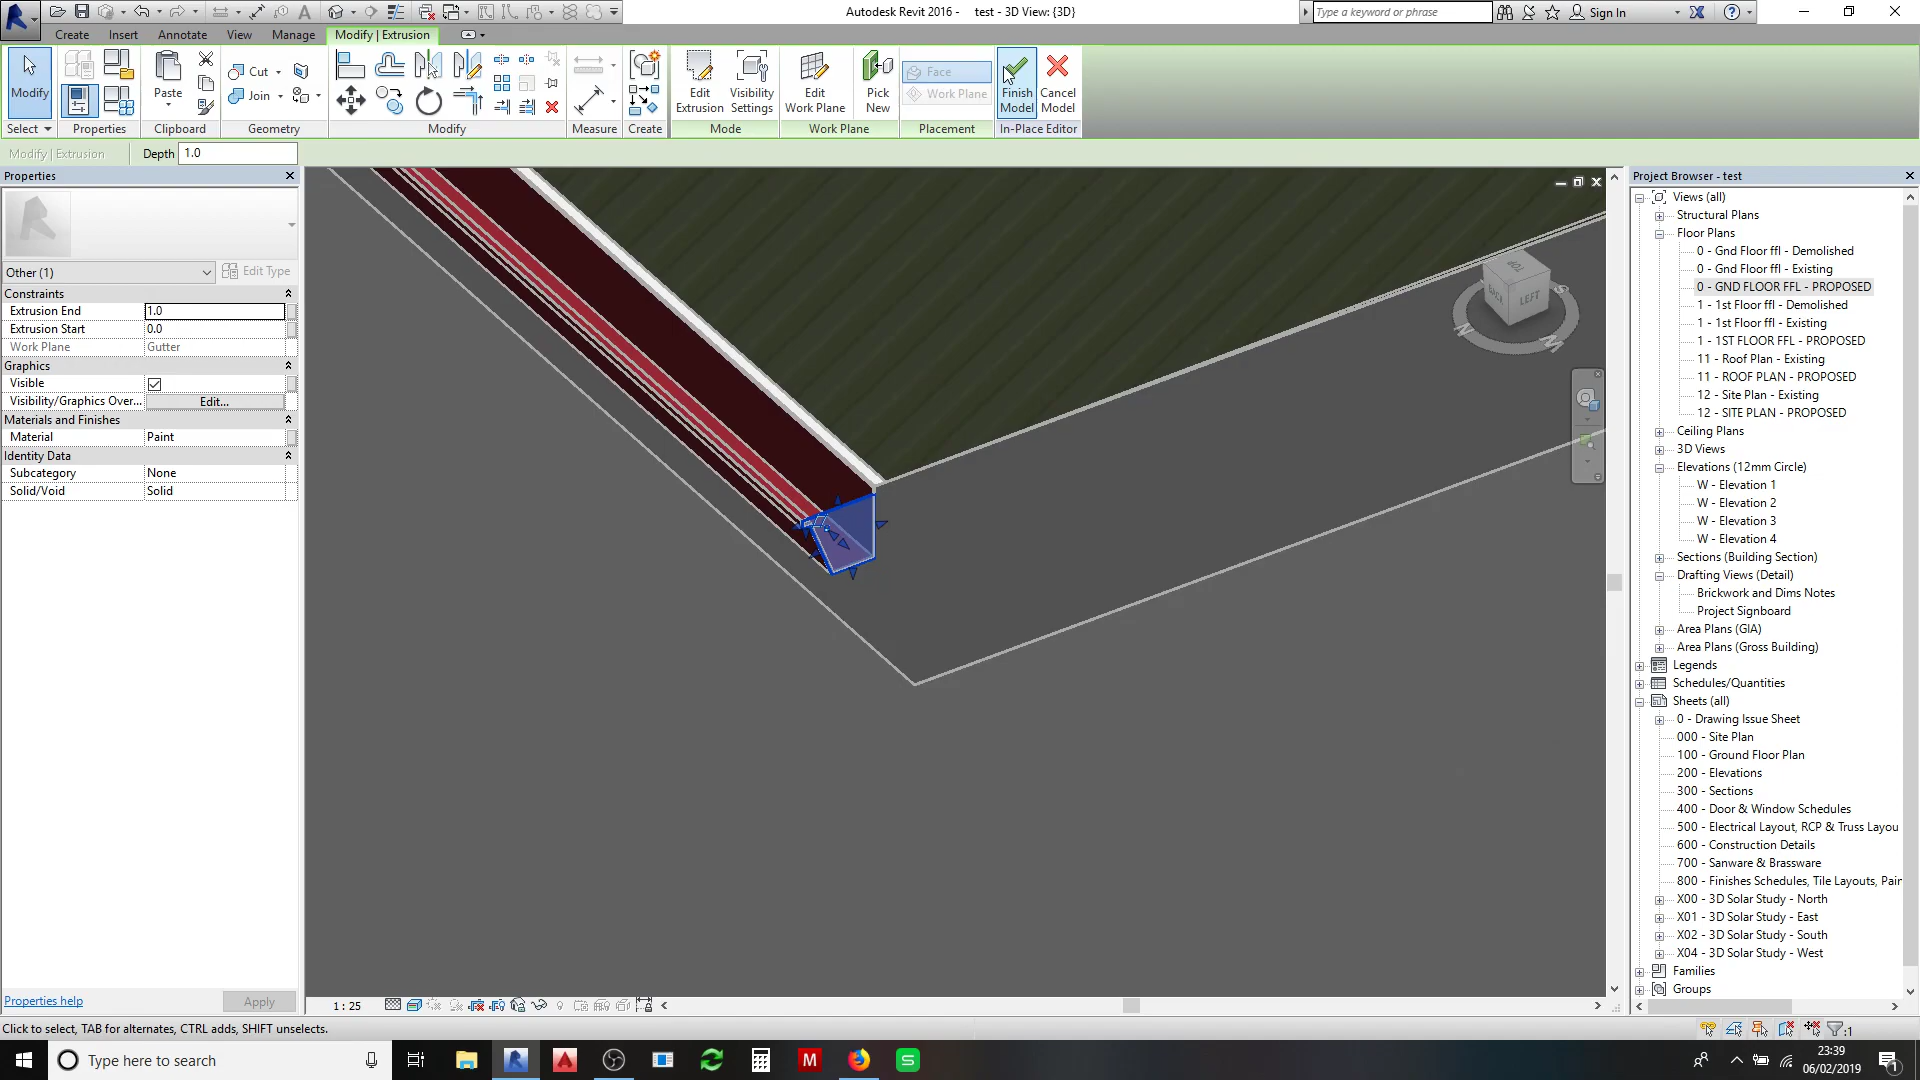 Autodesk Revit 2016 - test - 3D View: {3D}
Type a keyword or phrase
Sign In
Create Insert Annotate View Manage Modify | Extrusion
Modify
Paste
Cut
Join
Edit Extrusion
Visibility Settings
Edit Work Plane
Pick New
Face
Work Plane
Finish Model
Cancel Model
Select Properties Clipboard Geometry Modify Measure Create Mode Work Plane Placement In-Place Editor
Modify | Extrusion Depth 1.0
Properties
Other (1) Edit Type
Constraints
Extrusion End 1.0
Extrusion Start 0.0
Work Plane Gutter
Graphics
Visible
Visibility/Graphics Over... Edit...
Materials and Finishes
Material Paint
Identity Data
Subcategory None
Solid/Void Solid
Properties help Apply
TOP
BACK
LEFT
S
N
1 : 25
Project Browser - test
Views (all)
Structural Plans
Floor Plans
0 - Gnd Floor ffl - Demolished
0 - Gnd Floor ffl - Existing
0 - GND FLOOR FFL - PROPOSED
1 - 1st Floor ffl - Demolished
1 - 1st Floor ffl - Existing
1 - 1ST FLOOR FFL - PROPOSED
11 - Roof Plan - Existing
11 - ROOF PLAN - PROPOSED
12 - Site Plan - Existing
12 - SITE PLAN - PROPOSED
Ceiling Plans
3D Views
Elevations (12mm Circle)
W - Elevation 1
W - Elevation 2
W - Elevation 3
W - Elevation 4
Sections (Building Section)
Drafting Views (Detail)
Brickwork and Dims Notes
Project Signboard
Area Plans (GIA)
Area Plans (Gross Building)
Legends
Schedules/Quantities
Sheets (all)
0 - Drawing Issue Sheet
000 - Site Plan
100 - Ground Floor Plan
200 - Elevations
300 - Sections
400 - Door & Window Schedules
500 - Electrical Layout, RCP & Truss Layou
600 - Construction Details
700 - Sanware & Brassware
800 - Finishes Schedules, Tile Layouts, Pain
X00 - 3D Solar Study - North
X01 - 3D Solar Study - East
X02 - 3D Solar Study - South
X04 - 3D Solar Study - West
Families
Groups
Click to select, TAB for alternates, CTRL adds, SHIFT unselects.
:1
Type here to search
23:39
06/02/2019